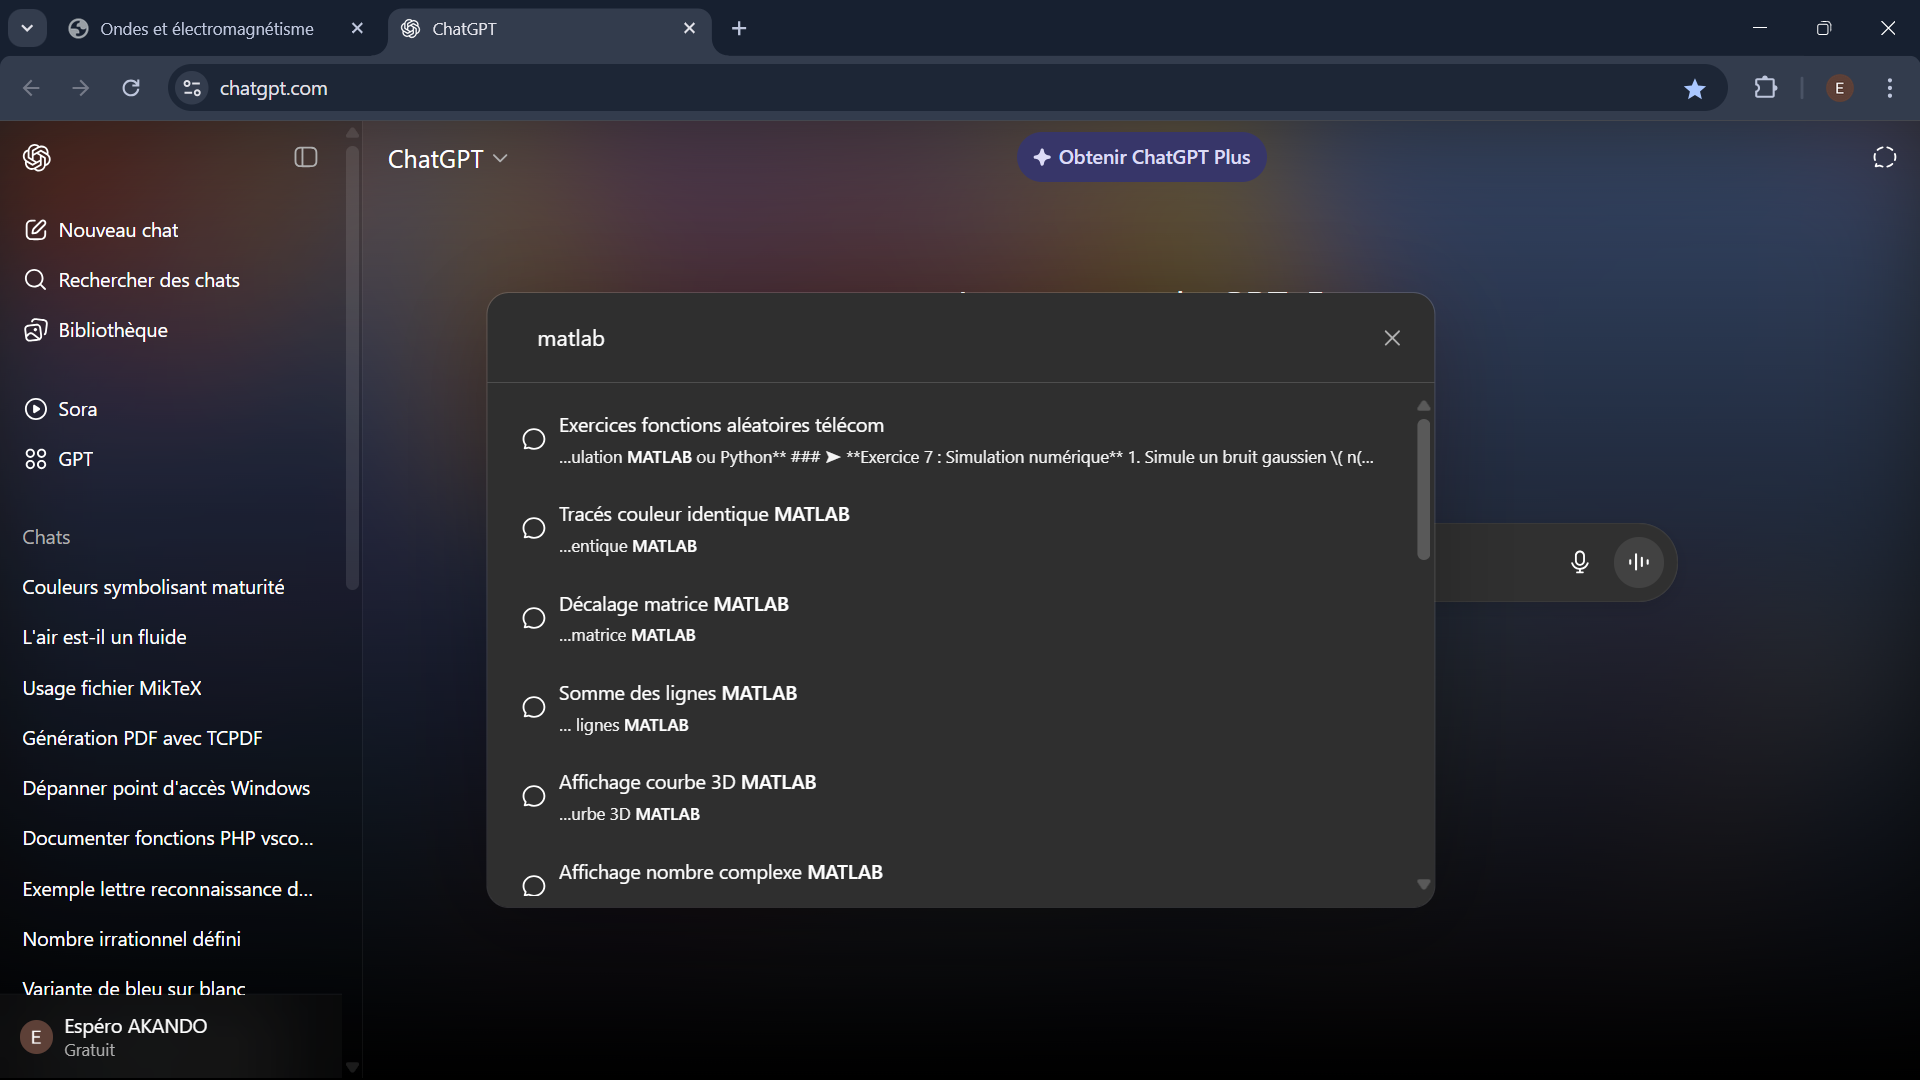 Ondes et électromagnétisme
ChatGPT
chatgpt.com
E
ChatGPT
Obtenir ChatGPT Plus
Nouveau chat
Rechercher des chats
Bibliothèque
Sora
GPT
Chats
Couleurs symbolisant maturité
L'air est-il un fluide
Usage fichier MikTeX
Génération PDF avec TCPDF
Dépanner point d'accès Windows
Documenter fonctions PHP vsco...
Exemple lettre reconnaissance d...
Nombre irrationnel défini
Variante de bleu sur blanc
E
Espéro AKANDO
Gratuit
matlab
Exercices fonctions aléatoires télécom
...ulation MATLAB ou Python** ### ➤ **Exercice 7 : Simulation numérique** 1. Simule un bruit gaussien \( n(...
Tracés couleur identique MATLAB
...entique MATLAB
Décalage matrice MATLAB
...matrice MATLAB
Somme des lignes MATLAB
... lignes MATLAB
Affichage courbe 3D MATLAB
...urbe 3D MATLAB
Affichage nombre complexe MATLAB